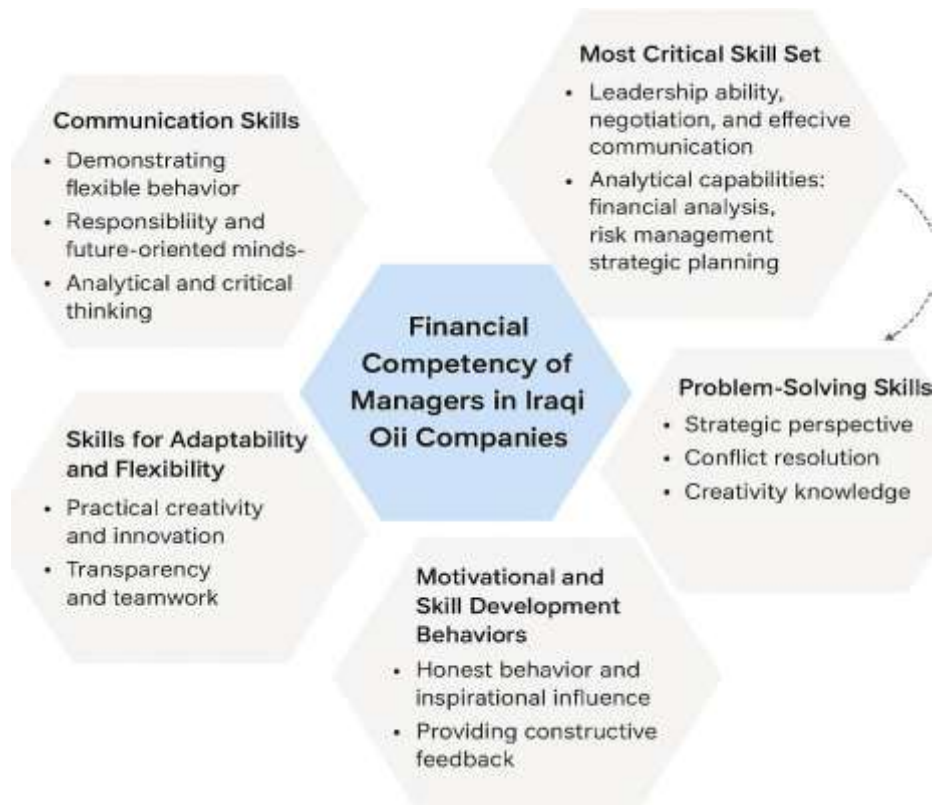 Most Critical Skill Set
• Leadership ability,
negotiation, and effecive
communication
• Analytical capabilities:
financial analysis,
risk management
strategic planning
Communication Skills
• Demonstrating
flexible behavior
• Responsibliity and
future-oriented minds-
• Analytical and critical
thinking
Financial
Competency of
Managers in Iraqi
Oii Companies
Problem-Solving Skills
• Strategic perspective
• Conflict resolution
• Creativity knowledge
Skills for Adaptability
and Flexibility
• Practical creativity
and innovation
• Transparency
and teamwork
Motivational and
Skill Development
Behaviors
• Honest behavior and
inspirational influence
• Providing constructive
feedback